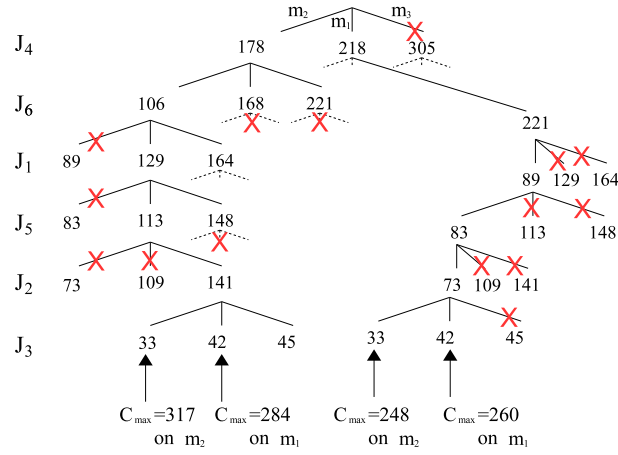 m₂ m₁ m₃
J₄ 178 218 305
J₆ 106 168 221 221
J₁ 89 129 164 89 129 164
J₅ 83 113 148 83 113 148
J₂ 73 109 141 73 109 141
J₃ 33 42 45 33 42 45
Cmax=317 Cmax=284 Cmax=248 Cmax=260
on m₂ on m₁ on m₂ on m₁